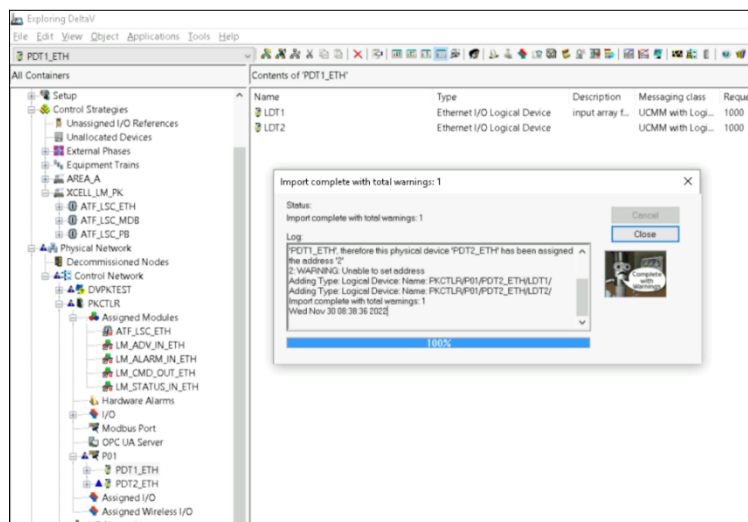 Exploring DeltaV
File Edit View Object Applications Tools Help
PDT1_ETH
All Containers
Contents of 'PDT1_ETH'
Setup
Control Strategies
Unassigned I/O References
Unallocated Devices
External Phases
Equipment Trains
AREA_A
XCELL_LM_PK
ATF_LSC_ETH
ATF_LSC_MDB
ATF_LSC_PB
Physical Network
Decommissioned Nodes
Control Network
DVPKTEST
PKCTLR
Assigned Modules
ATF_LSC_ETH
LM_ADV_IN_ETH
LM_ALARM_IN_ETH
LM_CMD_OUT_ETH
LM_STATUS_IN_ETH
Hardware Alarms
I/O
Modbus Port
OPC UA Server
P01
PDT1_ETH
PDT2_ETH
Assigned I/O
Assigned Wireless I/O
Name Type Description Messaging class Reque
LDT1 Ethernet I/O Logical Device input array f... UCMM with Logi... 1000
LDT2 Ethernet I/O Logical Device UCMM with Logi... 1000
Import complete with total warnings: 1
Status:
Import complete with total warnings: 1
Cancel
Close
Log:
'PDT1_ETH', therefore this physical device 'PDT2_ETH' has been assigned
the address '2'
2: WARNING: Unable to set address
Adding Type: Logical Device: Name: PKCTLR/P01/PDT2_ETH/LDT1/
Adding Type: Logical Device: Name: PKCTLR/P01/PDT2_ETH/LDT2/
Import complete with total warnings: 1
Wed Nov 30 08:38:36 2022
Complete
with
Warnings
100%